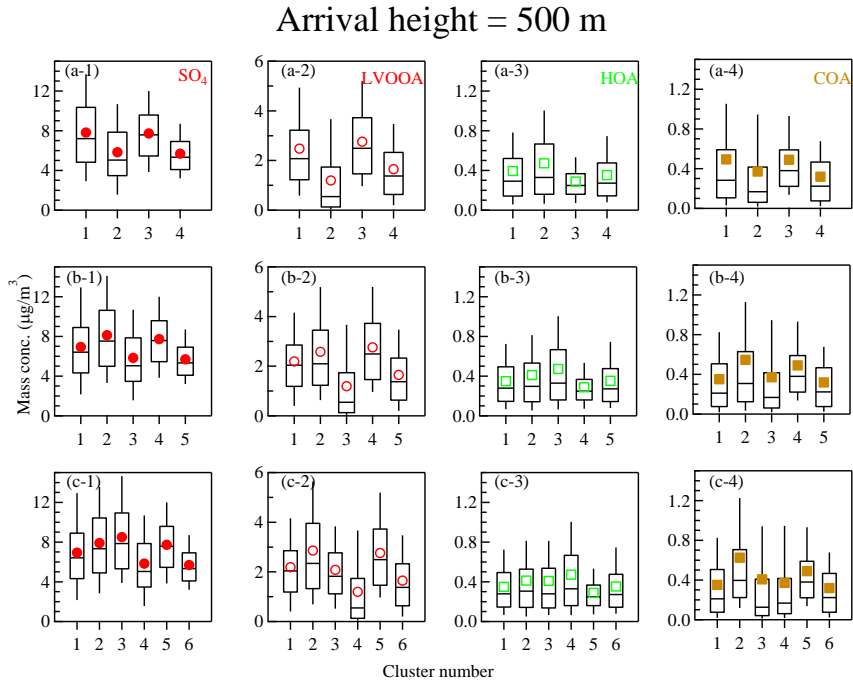 Arrival height = 500 m
(a-1) SO4
12
8
4
0
1 2 3 4
(a-2) LVOOA
6
4
2
0
1 2 3 4
(a-3) HOA
1.2
0.8
0.4
0.0
1 2 3 4
(a-4) COA
1.2
0.8
0.4
0.0
1 2 3 4
Mass conc. (μg/m³)
(b-1)
12
8
4
0
1 2 3 4 5
(b-2)
6
4
2
0
1 2 3 4 5
(b-3)
1.2
0.8
0.4
0.0
1 2 3 4 5
(b-4)
1.2
0.8
0.4
0.0
1 2 3 4 5
(c-1)
12
8
4
0
1 2 3 4 5 6
(c-2)
6
4
2
0
1 2 3 4 5 6
(c-3)
1.2
0.8
0.4
0.0
1 2 3 4 5 6
(c-4)
1.2
0.8
0.4
0.0
1 2 3 4 5 6
Cluster number